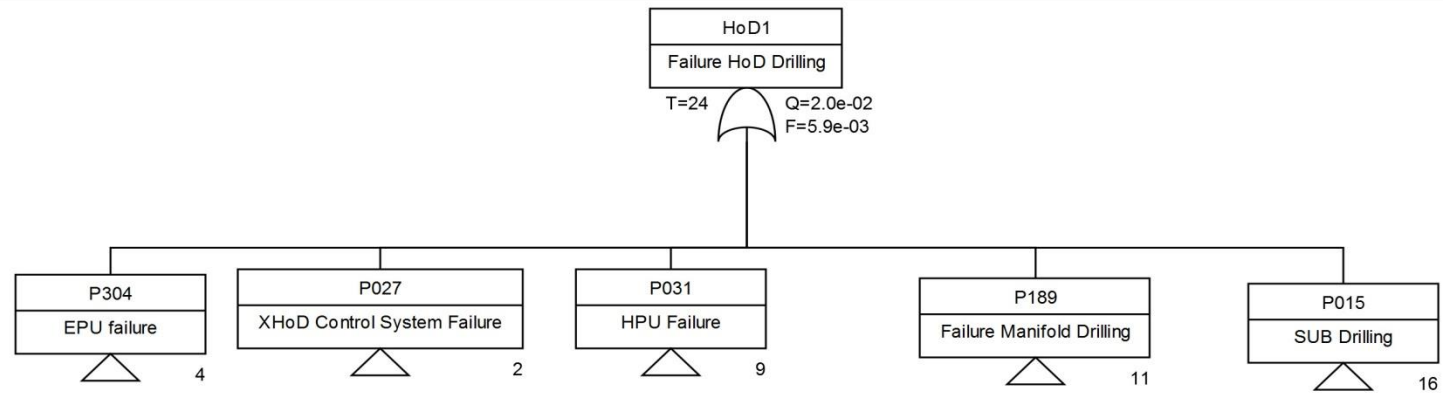 HoD1
Failure HoD Drilling
T=24
Q=2.0e-02
F=5.9e-03
P304
EPU failure
4
P027
XHoD Control System Failure
2
P031
HPU Failure
9
P189
Failure Manifold Drilling
11
P015
SUB Drilling
16